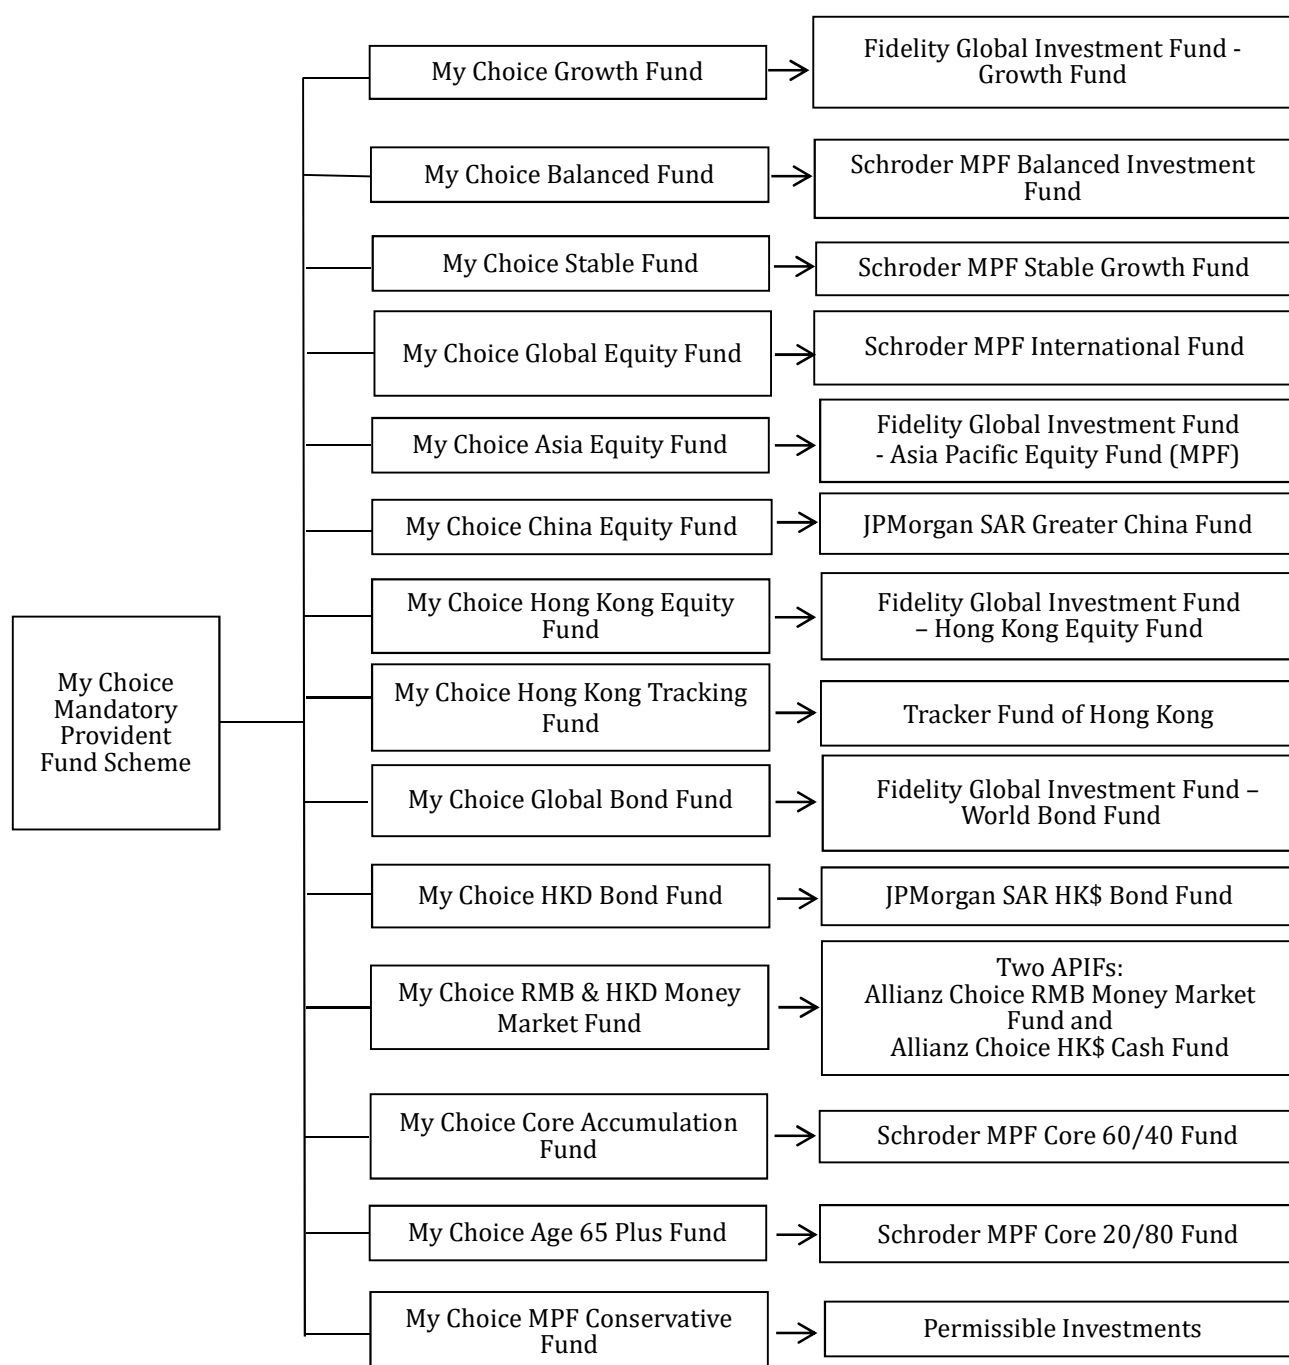 My Choice
Mandatory
Provident
Fund Scheme
My Choice Growth Fund
Fidelity Global Investment Fund -
Growth Fund
My Choice Balanced Fund
Schroder MPF Balanced Investment
Fund
My Choice Stable Fund
Schroder MPF Stable Growth Fund
My Choice Global Equity Fund
Schroder MPF International Fund
My Choice Asia Equity Fund
Fidelity Global Investment Fund
- Asia Pacific Equity Fund (MPF)
My Choice China Equity Fund
JPMorgan SAR Greater China Fund
My Choice Hong Kong Equity
Fund
Fidelity Global Investment Fund
– Hong Kong Equity Fund
My Choice Hong Kong Tracking
Fund
Tracker Fund of Hong Kong
My Choice Global Bond Fund
Fidelity Global Investment Fund –
World Bond Fund
My Choice HKD Bond Fund
JPMorgan SAR HK$ Bond Fund
My Choice RMB & HKD Money
Market Fund
Two APIFs:
Allianz Choice RMB Money Market
Fund and
Allianz Choice HK$ Cash Fund
My Choice Core Accumulation
Fund
Schroder MPF Core 60/40 Fund
My Choice Age 65 Plus Fund
Schroder MPF Core 20/80 Fund
My Choice MPF Conservative
Fund
Permissible Investments